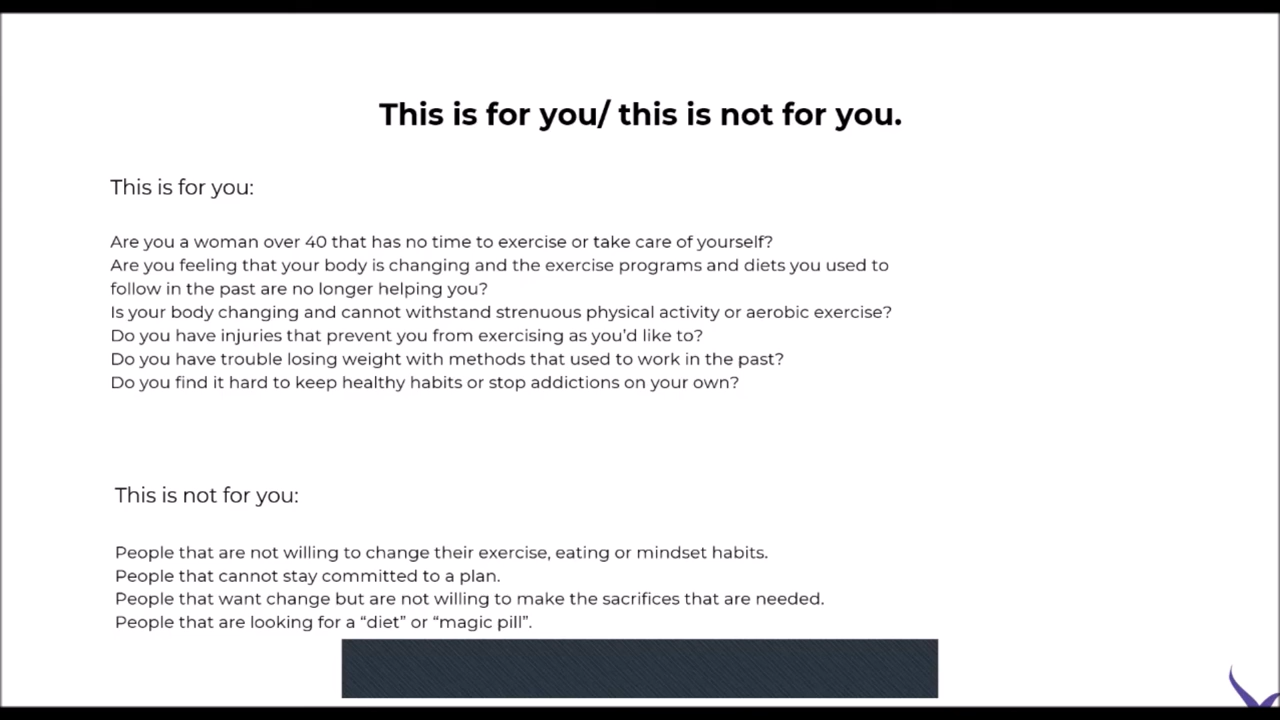 This is for you/ this is not for you.
This is for you:
Are you a woman over 40 that has no time to exercise or take care of yourself?
Are you feeling that your body is changing and the exercise programs and diets you used to
follow in the past are no longer helping you?
Is your body changing and cannot withstand strenuous physical activity or aerobic exercise?
Do you have injuries that prevent you from exercising as you’d like to?
Do you have trouble losing weight with methods that used to work in the past?
Do you find it hard to keep healthy habits or stop addictions on your own?
This is not for you:
People that are not willing to change their exercise, eating or mindset habits.
People that cannot stay committed to a plan.
People that want change but are not willing to make the sacrifices that are needed.
People that are looking for a “diet” or “magic pill”.